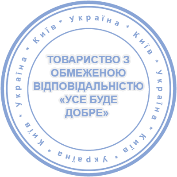 Україна * Київ * Україна * Київ * Україна * Київ * Україна * Київ *
ТОВАРИСТВО З
ОБМЕЖЕНОЮ
ВІДПОВІДАЛЬНІСТЮ
«УСЕ БУДЕ
ДОБРЕ»